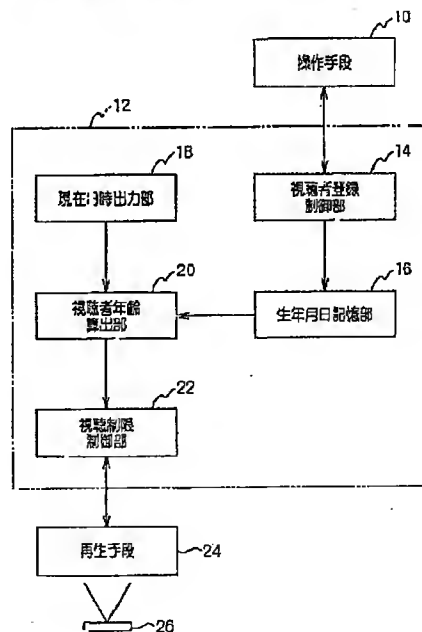 10
操作手段
12
18
現在日時出力部
14
視聴者登録
制御部
20
視聴者年齢
算出部
16
生年月日記憶部
22
視聴制限
制御部
再生手段
24
26